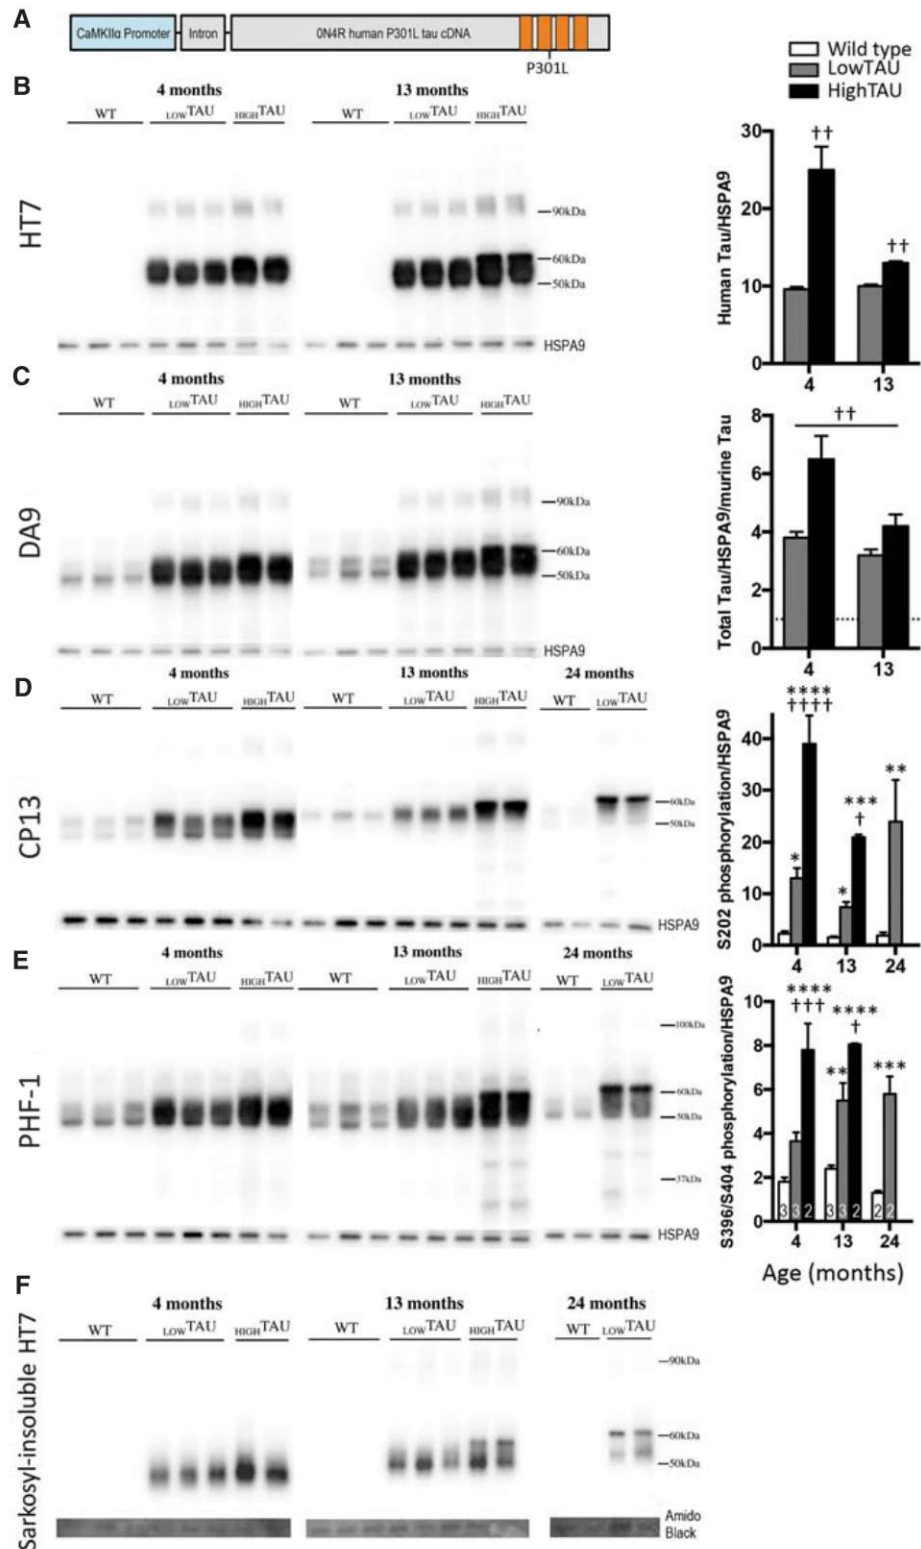 A
CaMKIIα Promoter Intron 0N4R human P301L tau cDNA
P301L
Wild type
LowTAU
HighTAU
B
4 months 13 months
WT LOWTAU HIGHTAU WT LOWTAU HIGHTAU
HT7
90kDa
60kDa
50kDa
HSPA9
Human Tau/HSPA9
30
20
10
0
††
††
4 13
C
4 months 13 months
WT LOWTAU HIGHTAU WT LOWTAU HIGHTAU
DA9
90kDa
60kDa
50kDa
HSPA9
Total Tau/HSPA9/murine Tau
8
6
4
2
0
††
4 13
D
4 months 13 months 24 months
WT LOWTAU HIGHTAU WT LOWTAU HIGHTAU WT LOWTAU
CP13
60kDa
50kDa
HSPA9
S202 phosphorylation/HSPA9
40
30
20
10
0
****
††††
*
*
***
†
**
4 13 24
E
4 months 13 months 24 months
WT LOWTAU HIGHTAU WT LOWTAU HIGHTAU WT LOWTAU
PHF-1
100kDa
60kDa
50kDa
37kDa
HSPA9
S396/S404 phosphorylation/HSPA9
10
8
6
4
2
0
****
†††
**
****
†
***
3 3 2 3 3 2 2 2
4 13 24
Age (months)
F
4 months 13 months 24 months
WT LOWTAU HIGHTAU WT LOWTAU HIGHTAU WT LOWTAU
Sarkosyl-insoluble HT7
90kDa
60kDa
50kDa
Amido
Black